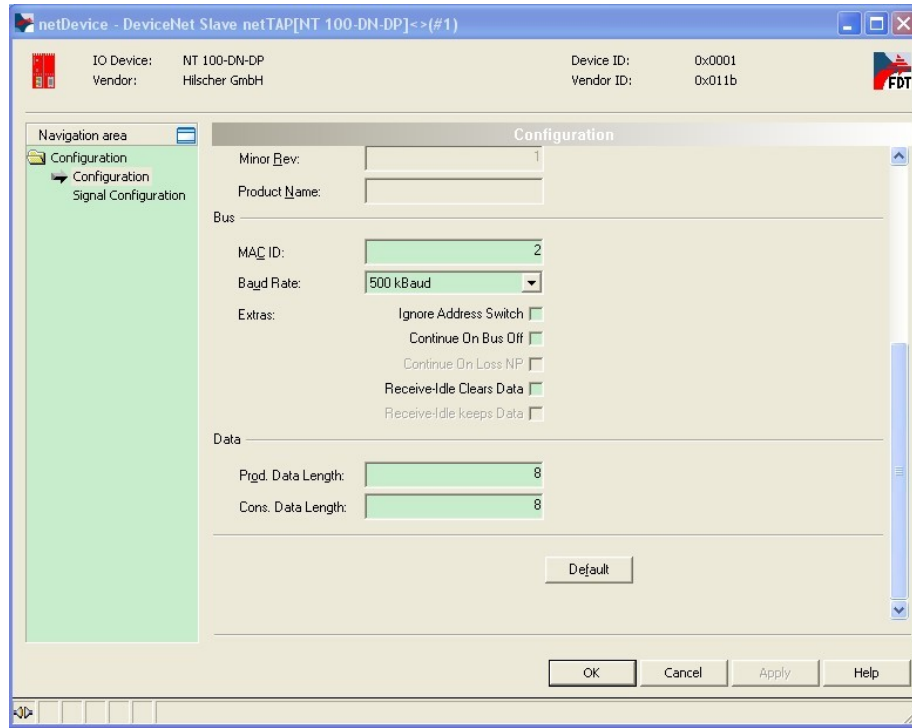 netDevice - DeviceNet Slave netTAP[NT 100-DN-DP]<>(#1)
IO Device: NT 100-DN-DP Device ID: 0x0001
Vendor: Hilscher GmbH Vendor ID: 0x011b
FDT
Navigation area
Configuration
Configuration
Configuration
Signal Configuration
Minor Rev: 1
Product Name:
Bus
MAC ID: 2
Baud Rate: 500 kBaud
Extras: Ignore Address Switch
Continue On Bus Off
Continue On Loss NP
Receive-Idle Clears Data
Receive-Idle keeps Data
Data
Prod. Data Length: 8
Cons. Data Length: 8
Default
OK Cancel Apply Help